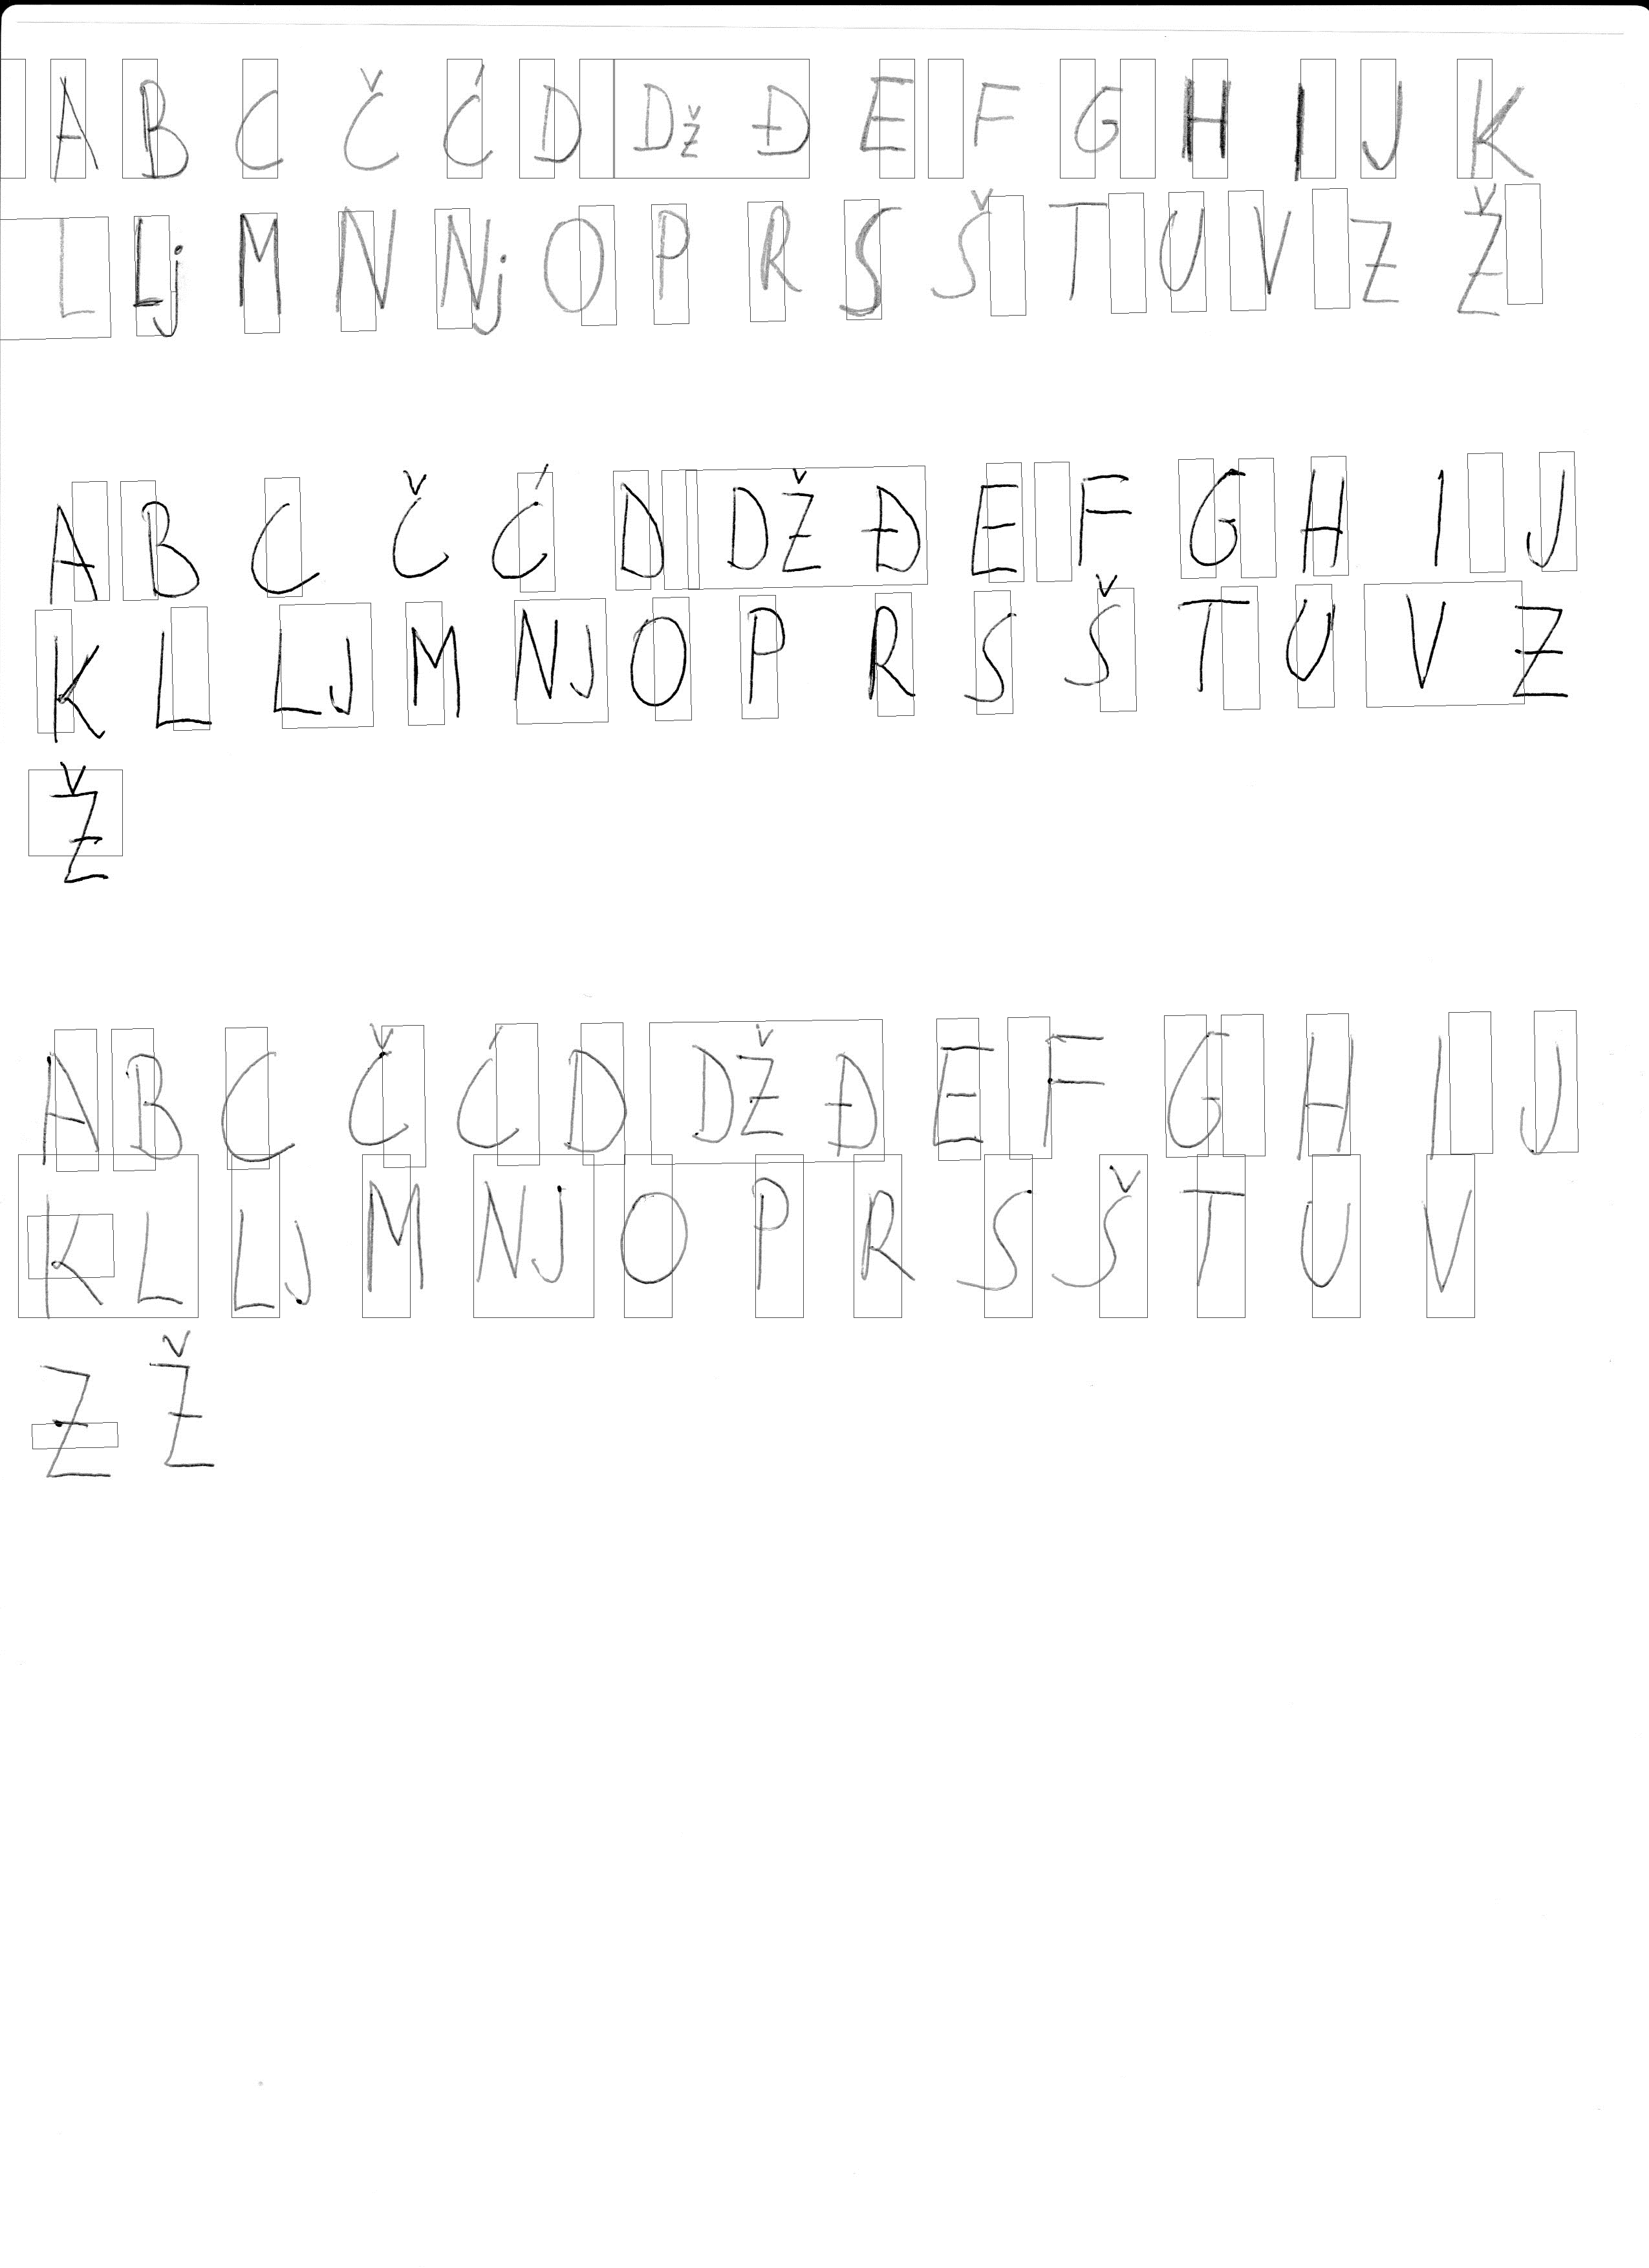 A B C Č Ć D Dž Đ E F G H I J K
L Lj M N Nj O P R S Š T U V Z Ž
A B C Č Ć D DŽ Đ E F G H I J
K L LJ M NJ O P R S Š T U V Z
Ž
A B C Č Ć D DŽ Đ E F G H I J
K L LJ M NJ O P R S Š T U V
Z Ž